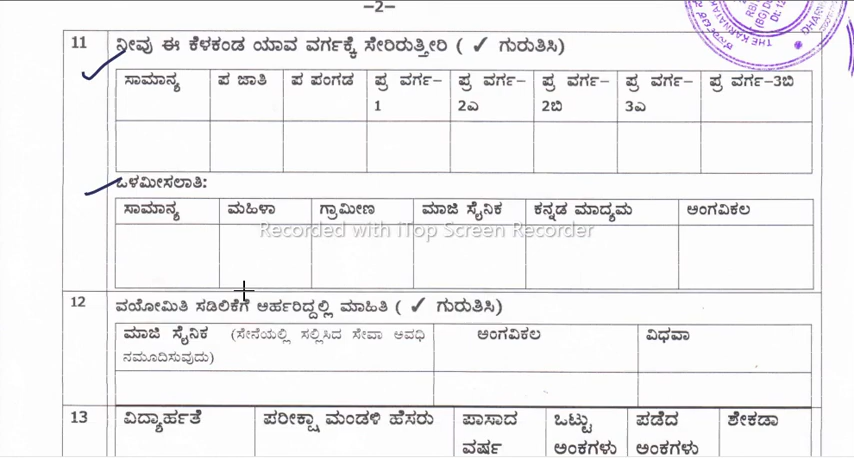 –2–
11 ನೀವು ಈ ಕೆಳಕಂಡ ಯಾವ ವರ್ಗಕ್ಕೆ ಸೇರಿರುತ್ತೀರಿ ( ✓ ಗುರುತಿಸಿ)
ಸಾಮಾನ್ಯ ಪ ಜಾತಿ ಪ ಪಂಗಡ ಪ್ರ ವರ್ಗ– ಪ್ರ ವರ್ಗ– ಪ್ರ ವರ್ಗ– ಪ್ರ ವರ್ಗ– ಪ್ರ ವರ್ಗ–3ಬಿ
1 2ಎ 2ಬಿ 3ಎ
ಒಳಮೀಸಲಾತಿ:
ಸಾಮಾನ್ಯ ಮಹಿಳಾ ಗ್ರಾಮೀಣ ಮಾಜಿ ಸೈನಿಕ ಕನ್ನಡ ಮಾದ್ಯಮ ಅಂಗವಿಕಲ
Recorded with iTop Screen Recorder
12 ವಯೋಮಿತಿ ಸಡಿಲಿಕೆಗೆ ಅರ್ಹರಿದ್ದಲ್ಲಿ ಮಾಹಿತಿ ( ✓ ಗುರುತಿಸಿ)
ಮಾಜಿ ಸೈನಿಕ (ಸೇನೆಯಲ್ಲಿ ಸಲ್ಲಿಸಿದ ಸೇವಾ ಅವಧಿ ಅಂಗವಿಕಲ ವಿಧವಾ
ನಮೂದಿಸುವುದು)
13 ವಿದ್ಯಾರ್ಹತೆ ಪರೀಕ್ಷಾ ಮಂಡಳಿ ಹೆಸರು ಪಾಸಾದ ಒಟ್ಟು ಪಡೆದ ಶೇಕಡಾ
ವರ್ಷ ಅಂಕಗಳು ಅಂಕಗಳು